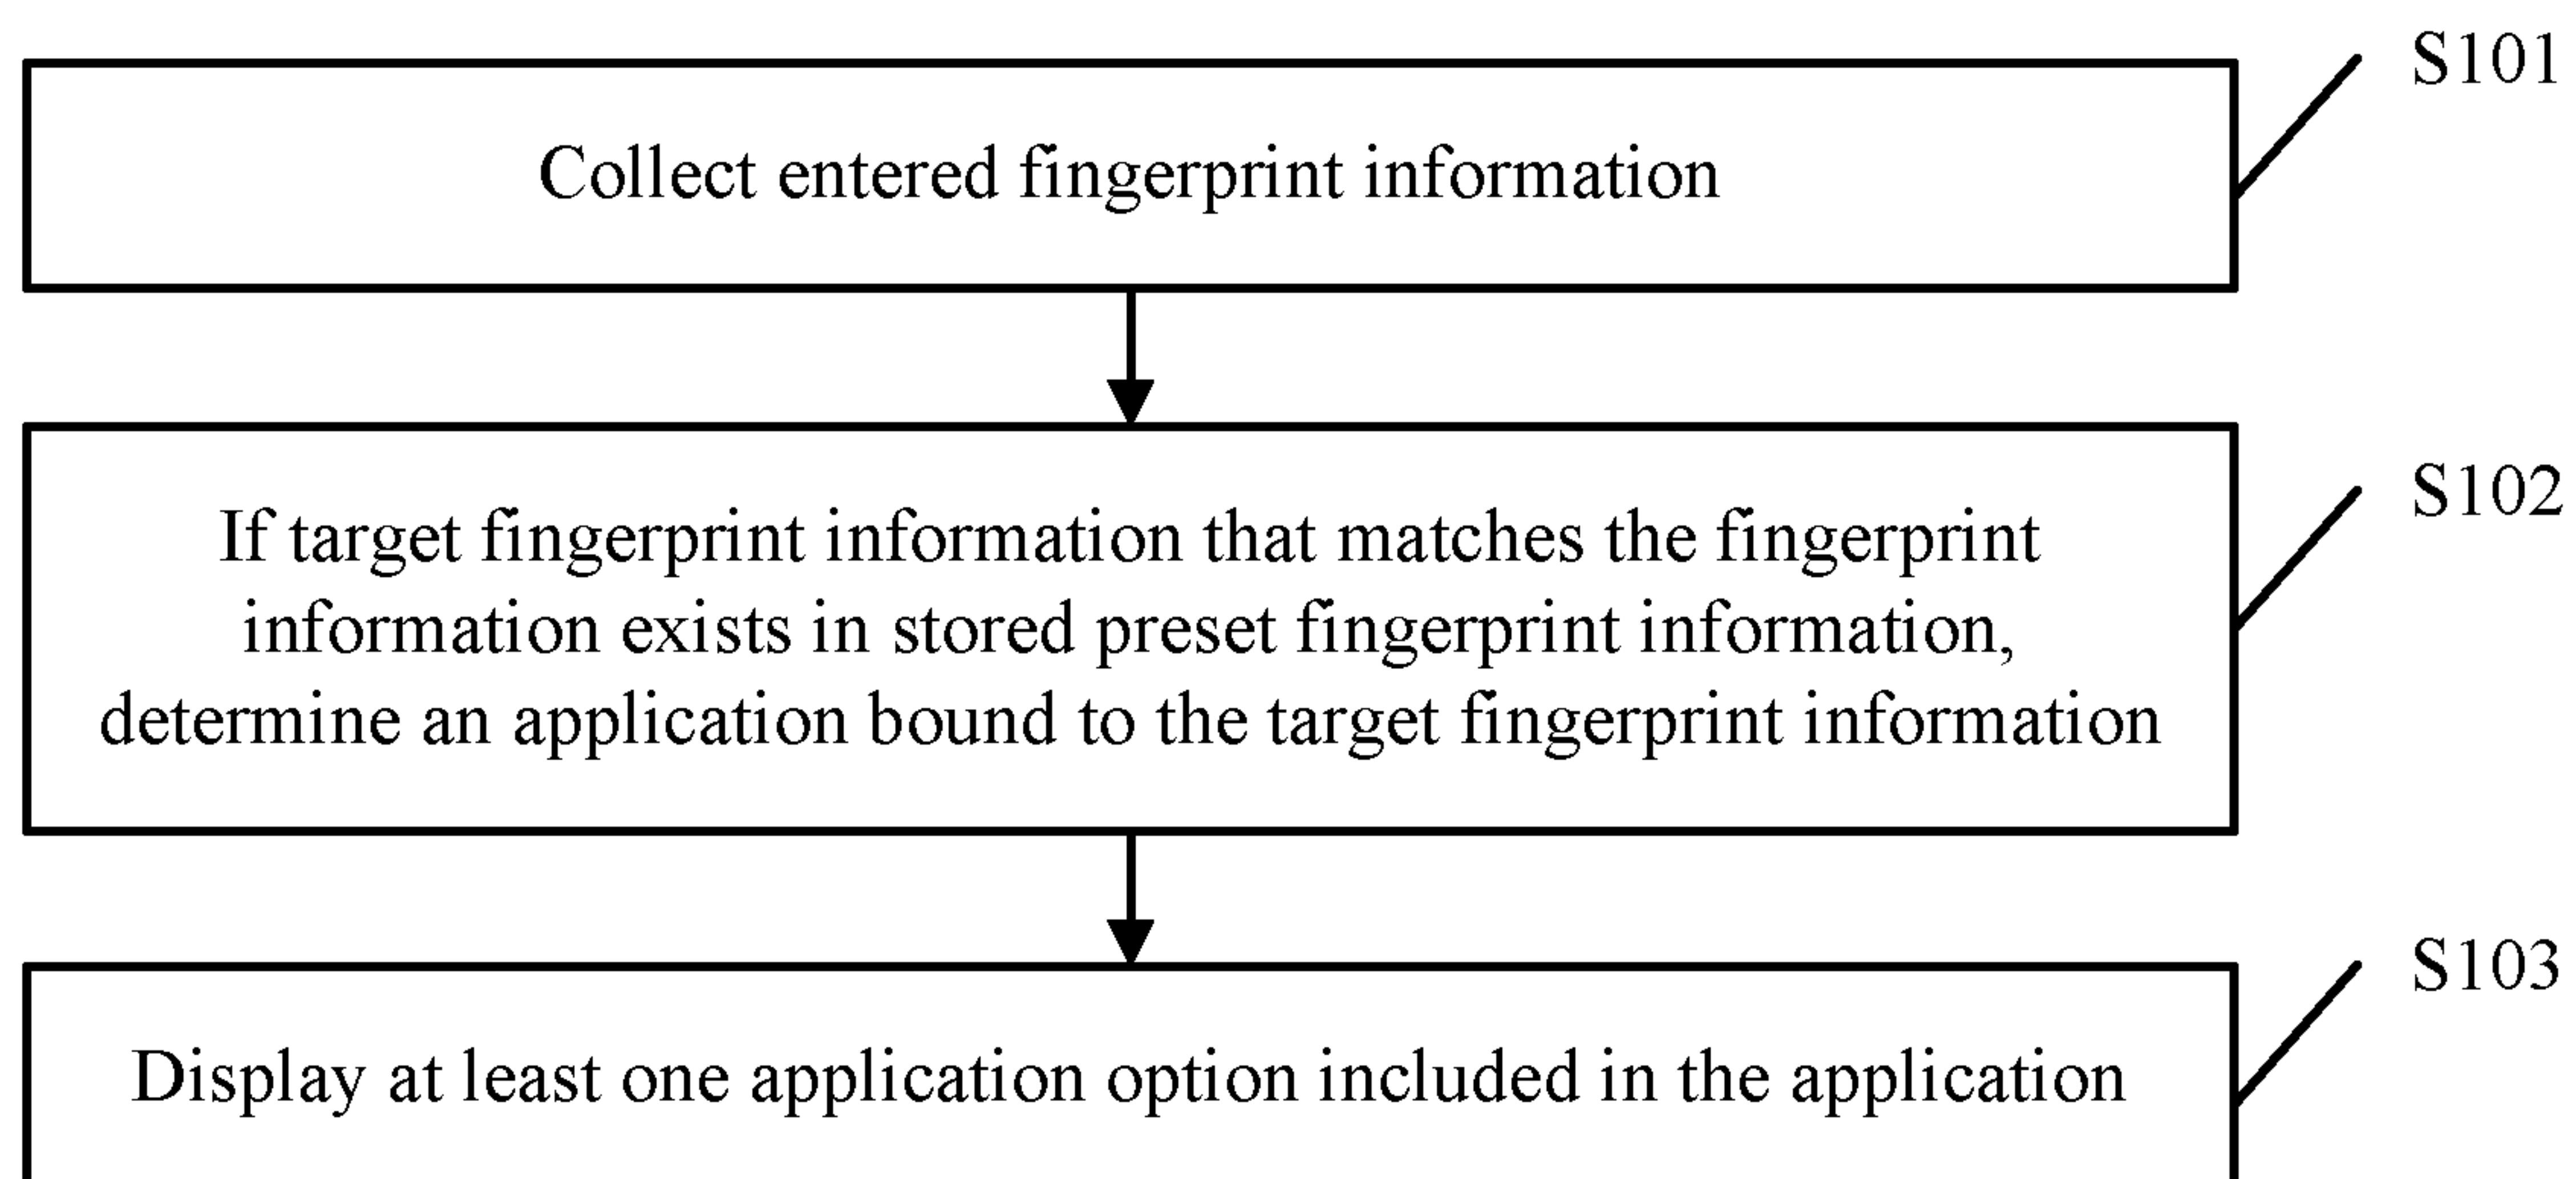 S101
Collect entered fingerprint information
S102
If target fingerprint information that matches the fingerprint
information exists in stored preset fingerprint information,
determine an application bound to the target fingerprint information
S103
Display at least one application option included in the application